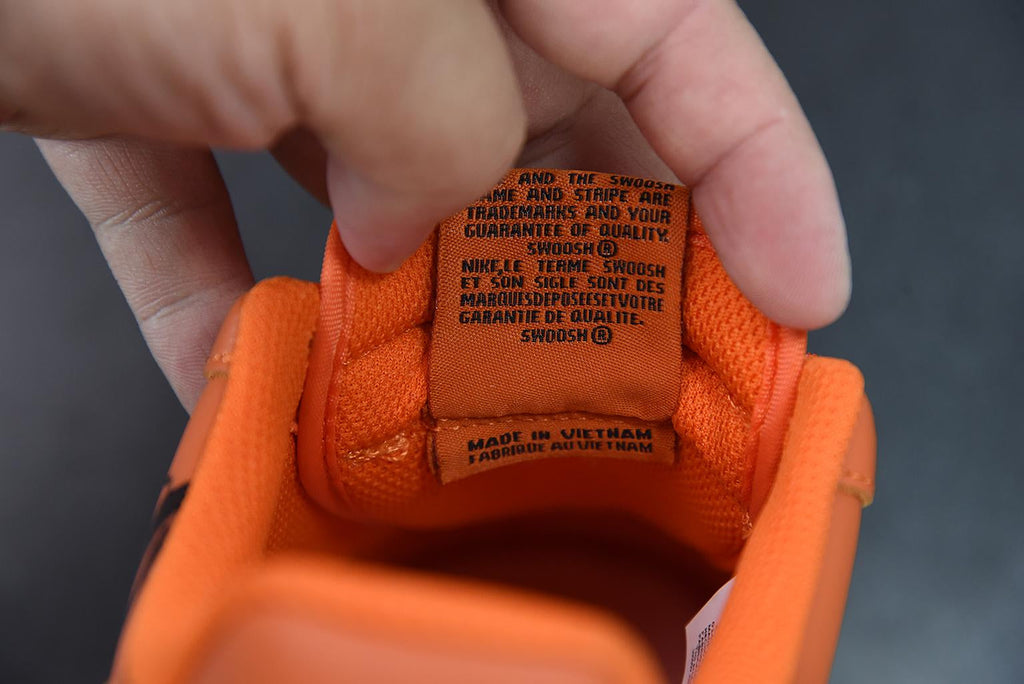 AND THE SWOOSH
NAME AND STRIPE ARE
TRADEMARKS AND YOUR
GUARANTEE OF QUALITY.
SWOOSH®
NIKE,LE TERME SWOOSH
ET SON SIGLE SONT DES
MARQUESDEPOSEESETVOTRE
GARANTIE DE QUALITE.
SWOOSH®
MADE IN VIETNAM
FABRIQUE AU VIETNAM